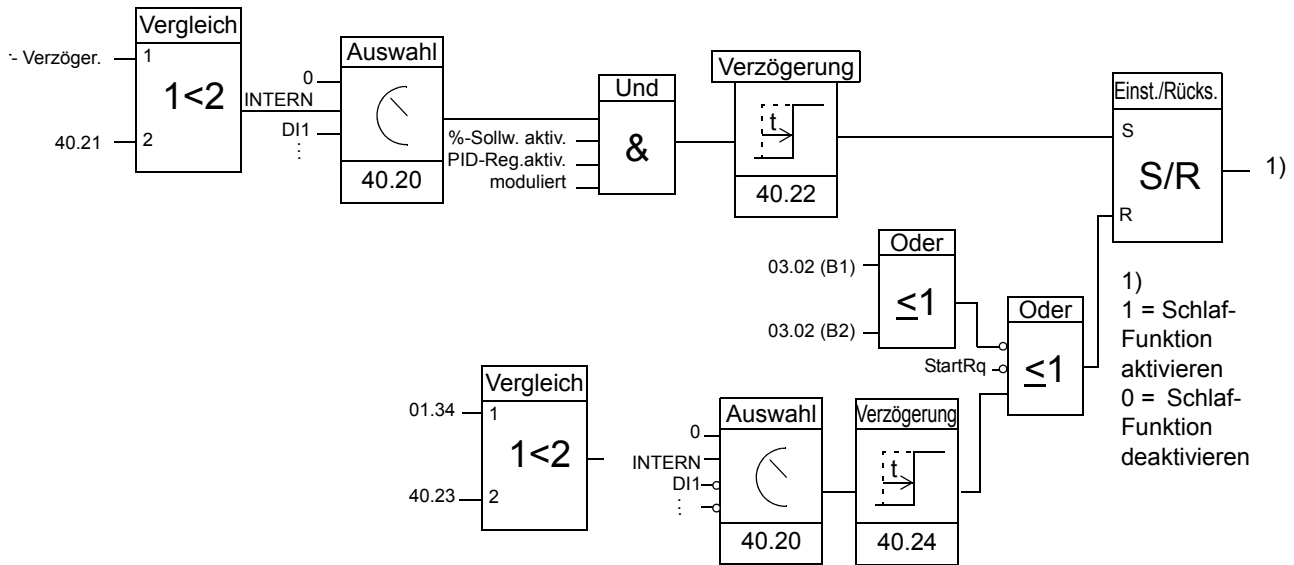 Vergleich
- Verzöger.
1
1<2
40.21
2
Auswahl
0
INTERN
DI1
⋮
40.20
Und
%-Sollw. aktiv.
PID-Reg.aktiv.
moduliert
&
Verzögerung
t
40.22
Einst./Rücks.
S
S/R
R
1)
Oder
03.02 (B1)
≤1
03.02 (B2)
Oder
StartRq
≤1
1)
1 = Schlaf-
Funktion
aktivieren
0 = Schlaf-
Funktion
deaktivieren
Vergleich
01.34
1
1<2
40.23
2
Auswahl
0
INTERN
DI1
⋮
40.20
Verzögerung
t
40.24